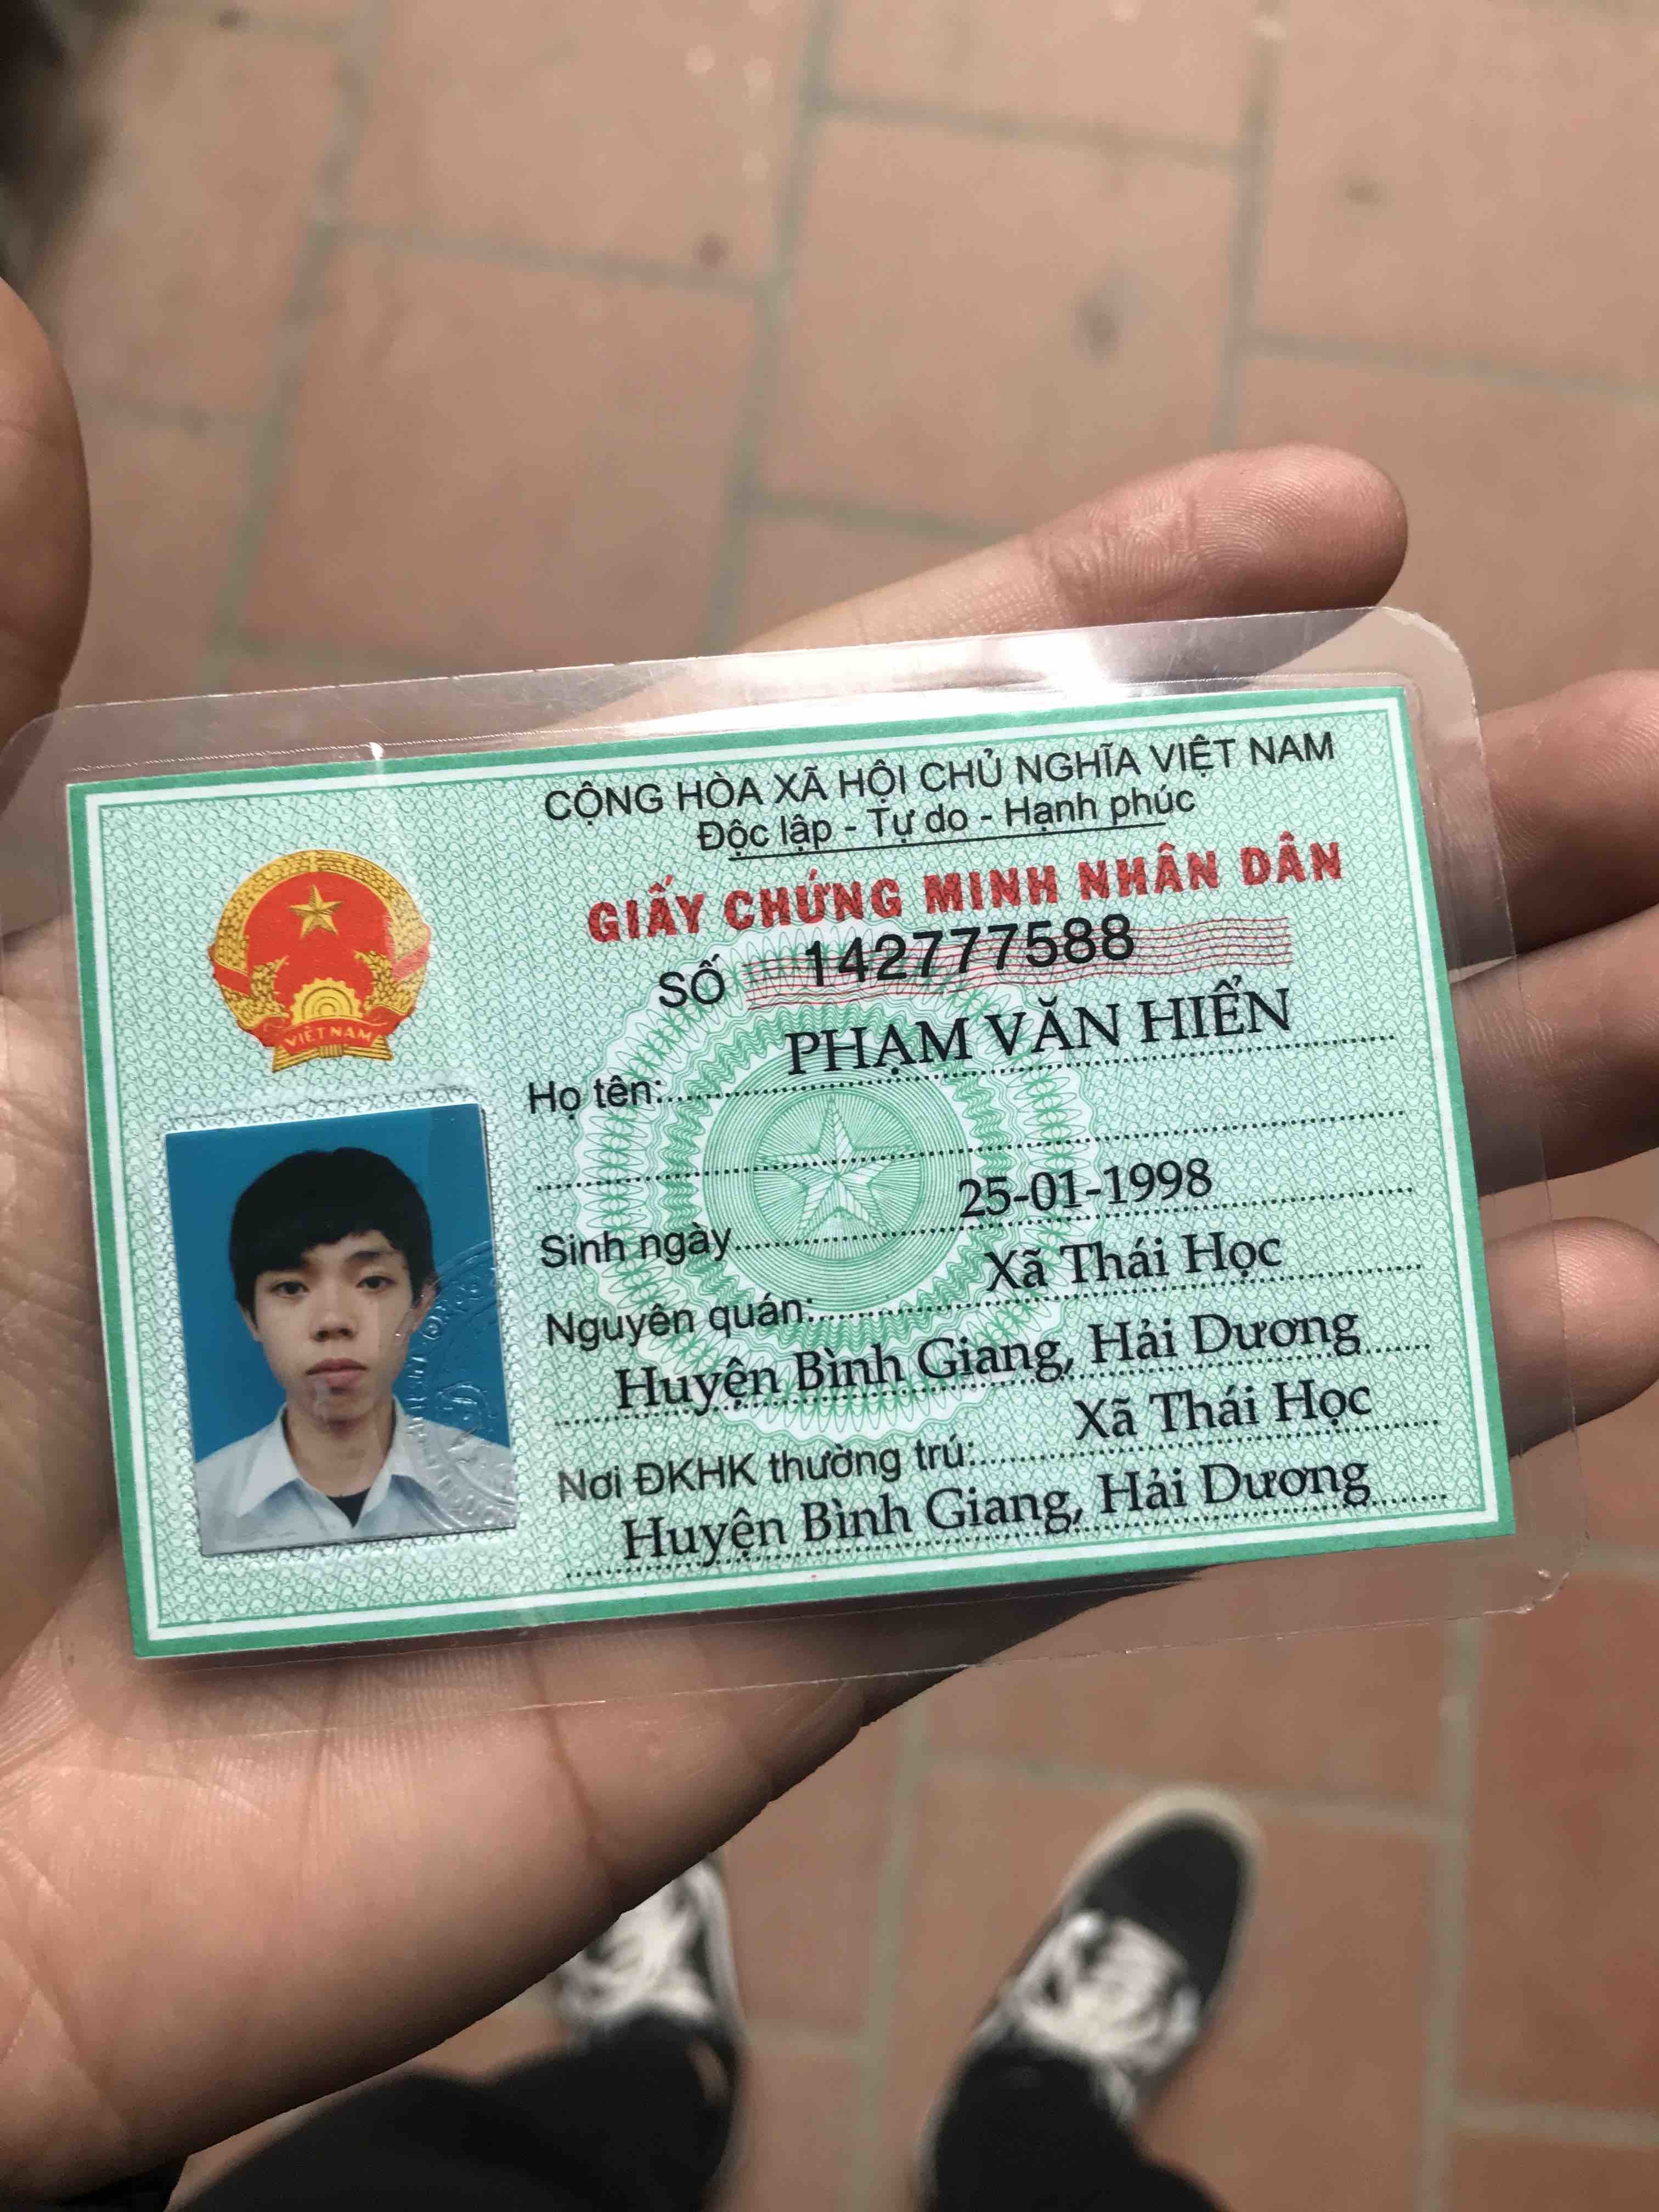 CỘNG HÒA XÃ HỘI CHỦ NGHĨA VIỆT NAM
Độc lập - Tự do - Hạnh phúc
GIẤY CHỨNG MINH NHÂN DÂN
SỐ 142777588
Họ tên: PHẠM VĂN HIỂN
Sinh ngày 25-01-1998
Nguyên quán: Xã Thái Học
Huyện Bình Giang, Hải Dương
Nơi ĐKHK thường trú: Xã Thái Học
Huyện Bình Giang, Hải Dương
VIỆT NAM